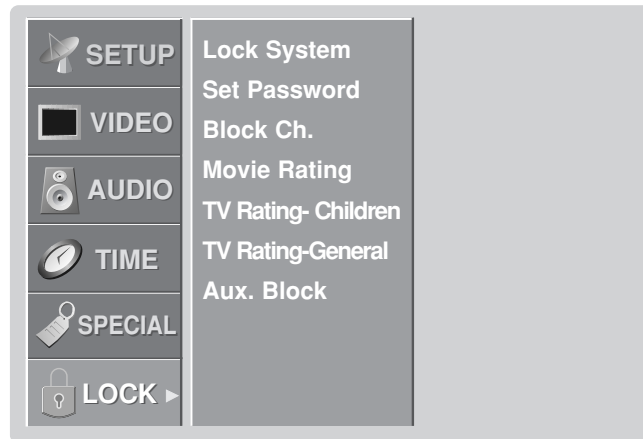 SETUP
VIDEO
AUDIO
TIME
SPECIAL
LOCK
Lock System
Set Password
Block Ch.
Movie Rating
TV Rating- Children
TV Rating-General
Aux. Block